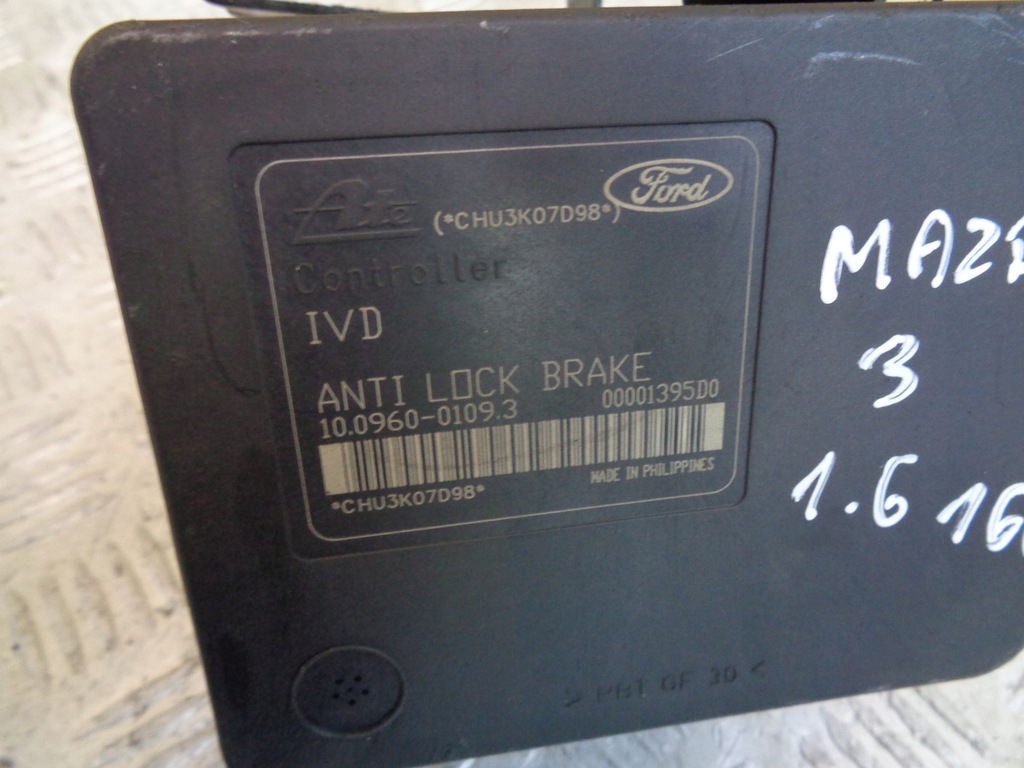 Ate (*CHU3K07D98*) Ford
Controller
IVD
ANTI LOCK BRAKE
10.0960-0109.3 00001395D0
MADE IN PHILIPPINES
*CHU3K07D98*
MAZD
3
1.6 16
> PBT GF 30 <